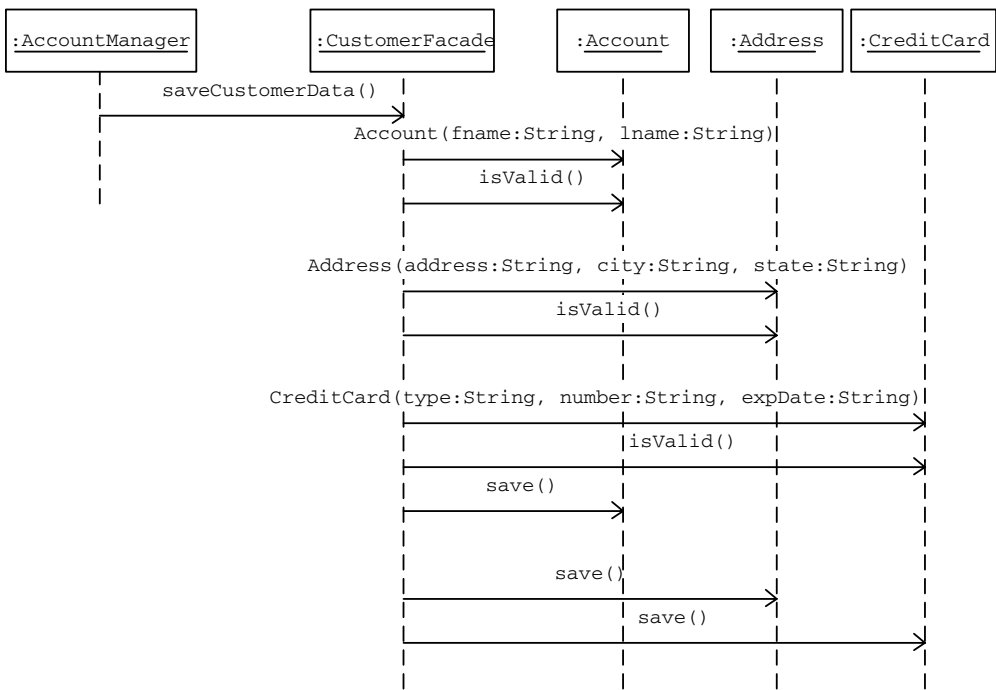 :AccountManager
:CustomerFacade
:Account
:Address
:CreditCard
saveCustomerData()
Account(fname:String, lname:String)
isValid()
Address(address:String, city:String, state:String)
isValid()
CreditCard(type:String, number:String, expDate:String)
isValid()
save()
save()
save()